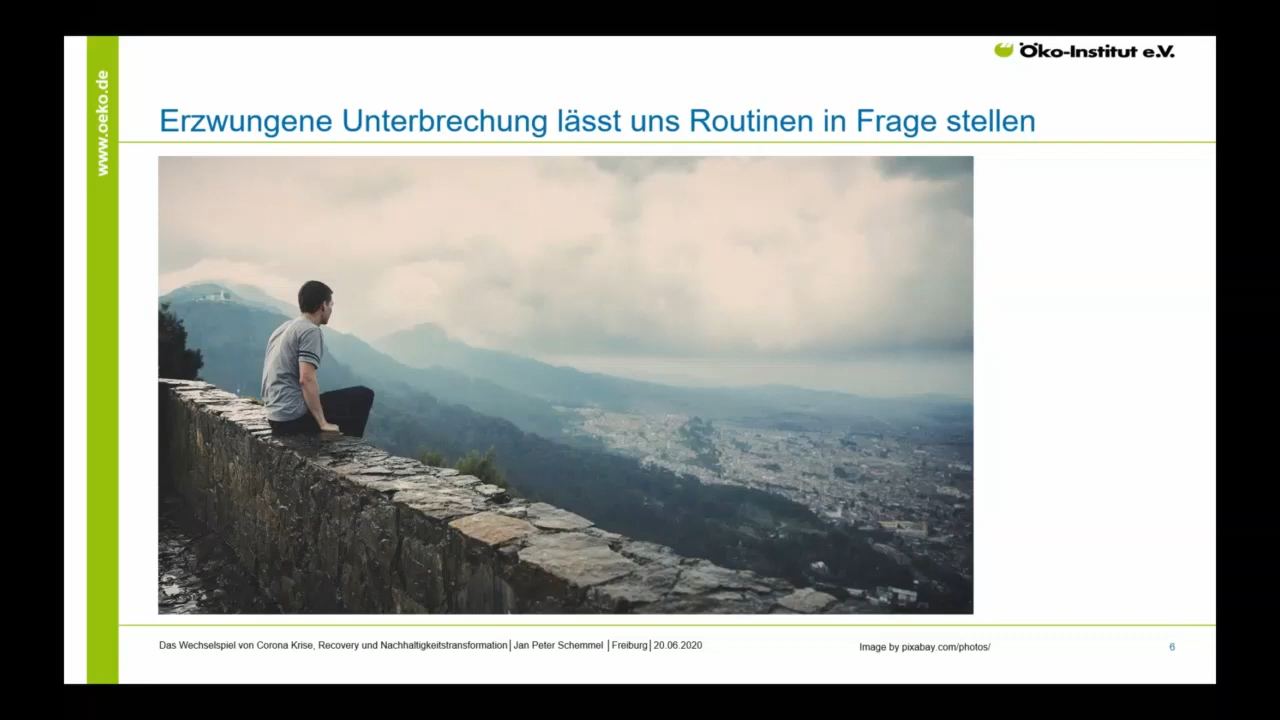 Öko-Institut e.V.
www.oeko.de
Erzwungene Unterbrechung lässt uns Routinen in Frage stellen
Das Wechselspiel von Corona Krise, Recovery und Nachhaltigkeitstransformation│Jan Peter Schemmel │Freiburg│20.06.2020
Image by pixabay.com/photos/
6